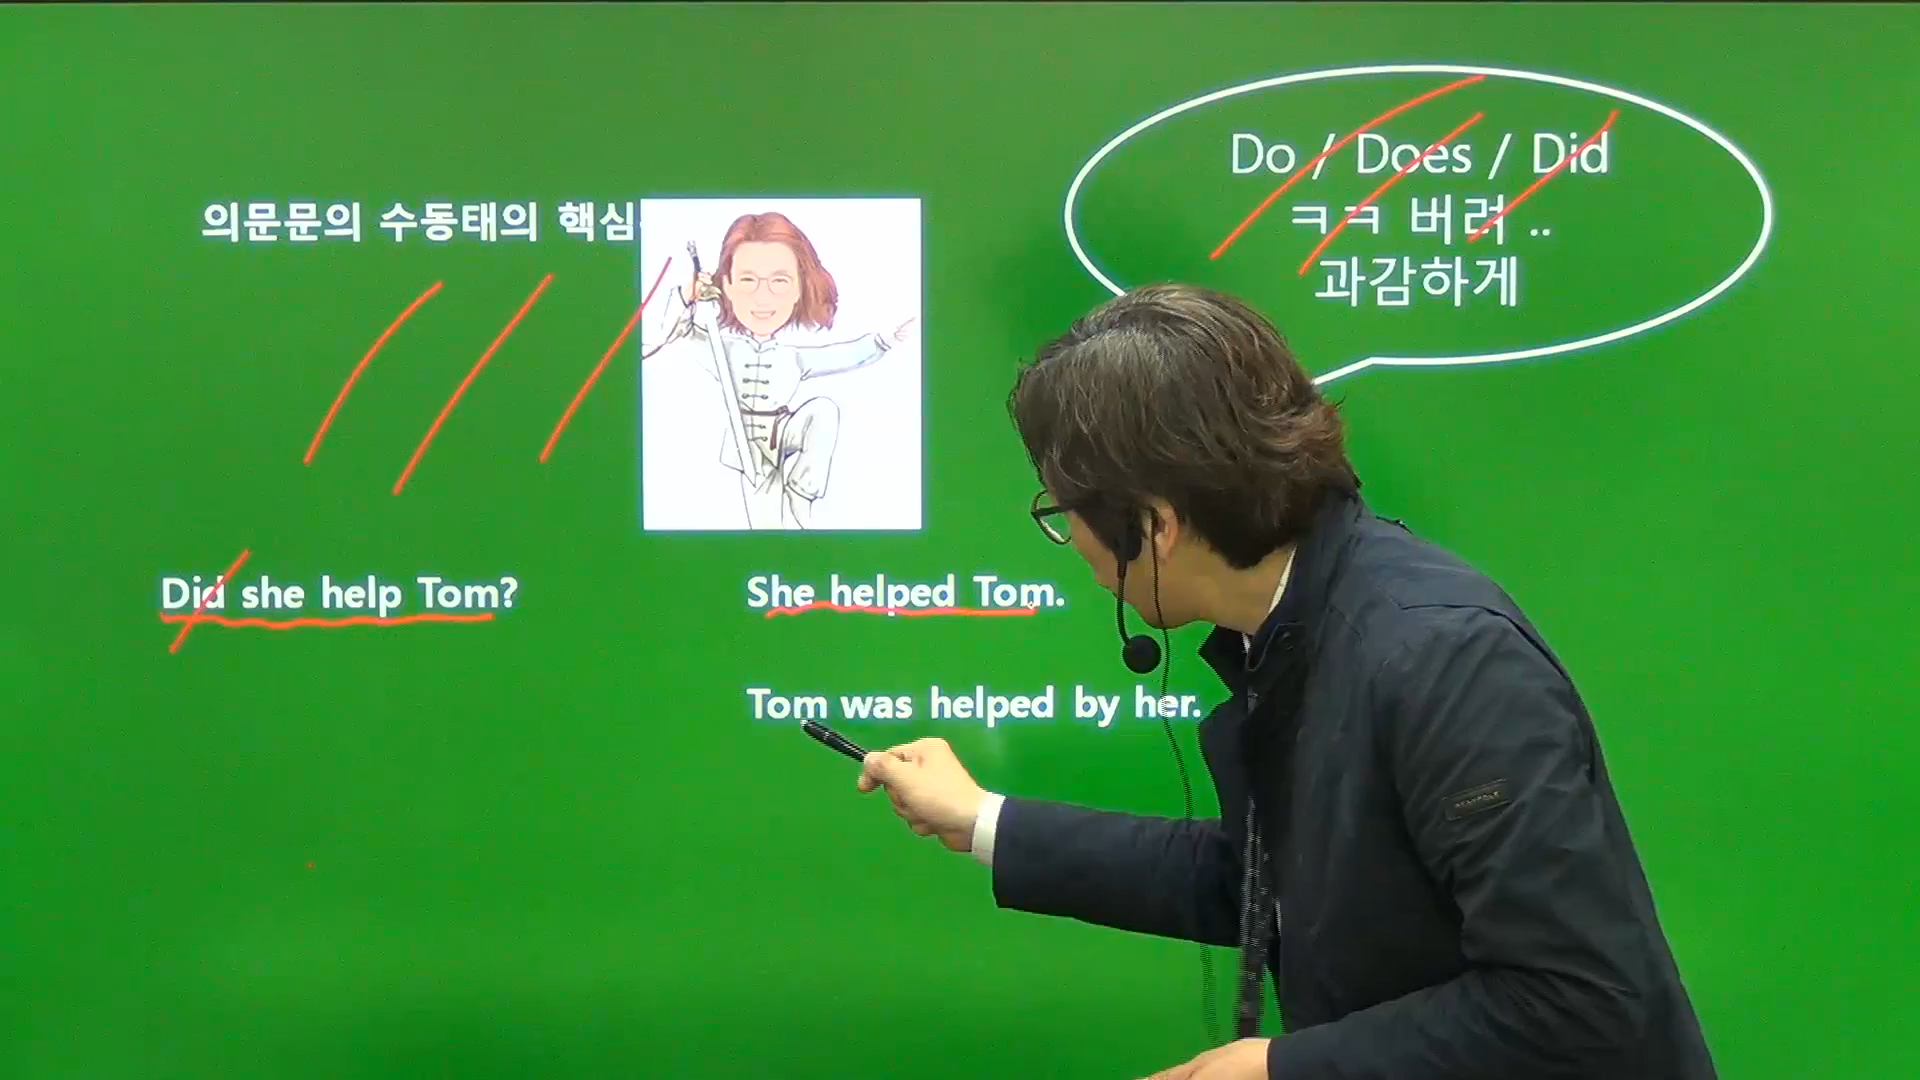 의문문의 수동태의 핵심
Do / Does / Did
ㅋㅋ 버려 ..
과감하게
Did she help Tom?
She helped Tom.
Tom was helped by her.